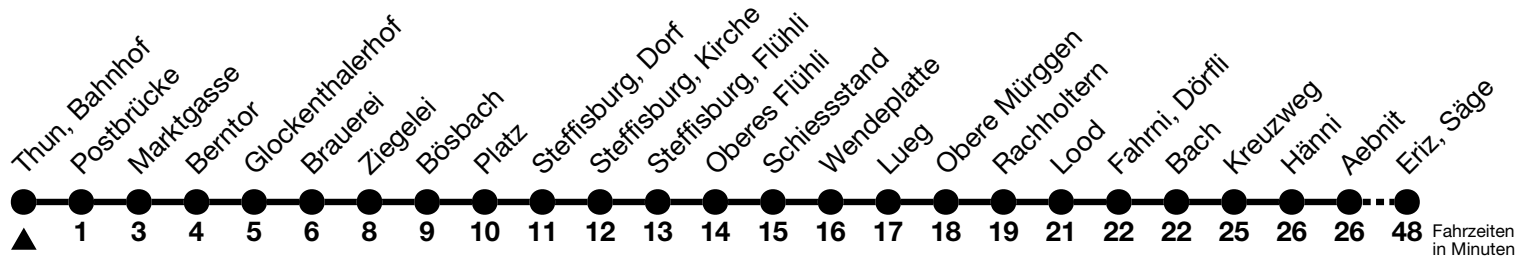 Thun, Bahnhof
Postbrücke
Marktgasse
Berntor
Glockenthalerhof
Brauerei
Ziegelei
Bösbach
Platz
Steffisburg, Dorf
Steffisburg, Kirche
Steffisburg, Flühli
Oberes Flühli
Schiessstand
Wendeplatte
Lueg
Obere Mürggen
Rachholtern
Lood
Fahrni, Dörfli
Bach
Kreuzweg
Hänni
Aebnit
Eriz, Säge
1 3 4 5 6 8 9 10 11 12 13 14 15 16 17 18 19 21 22 22 25 26 26 48
Fahrzeiten
in Minuten